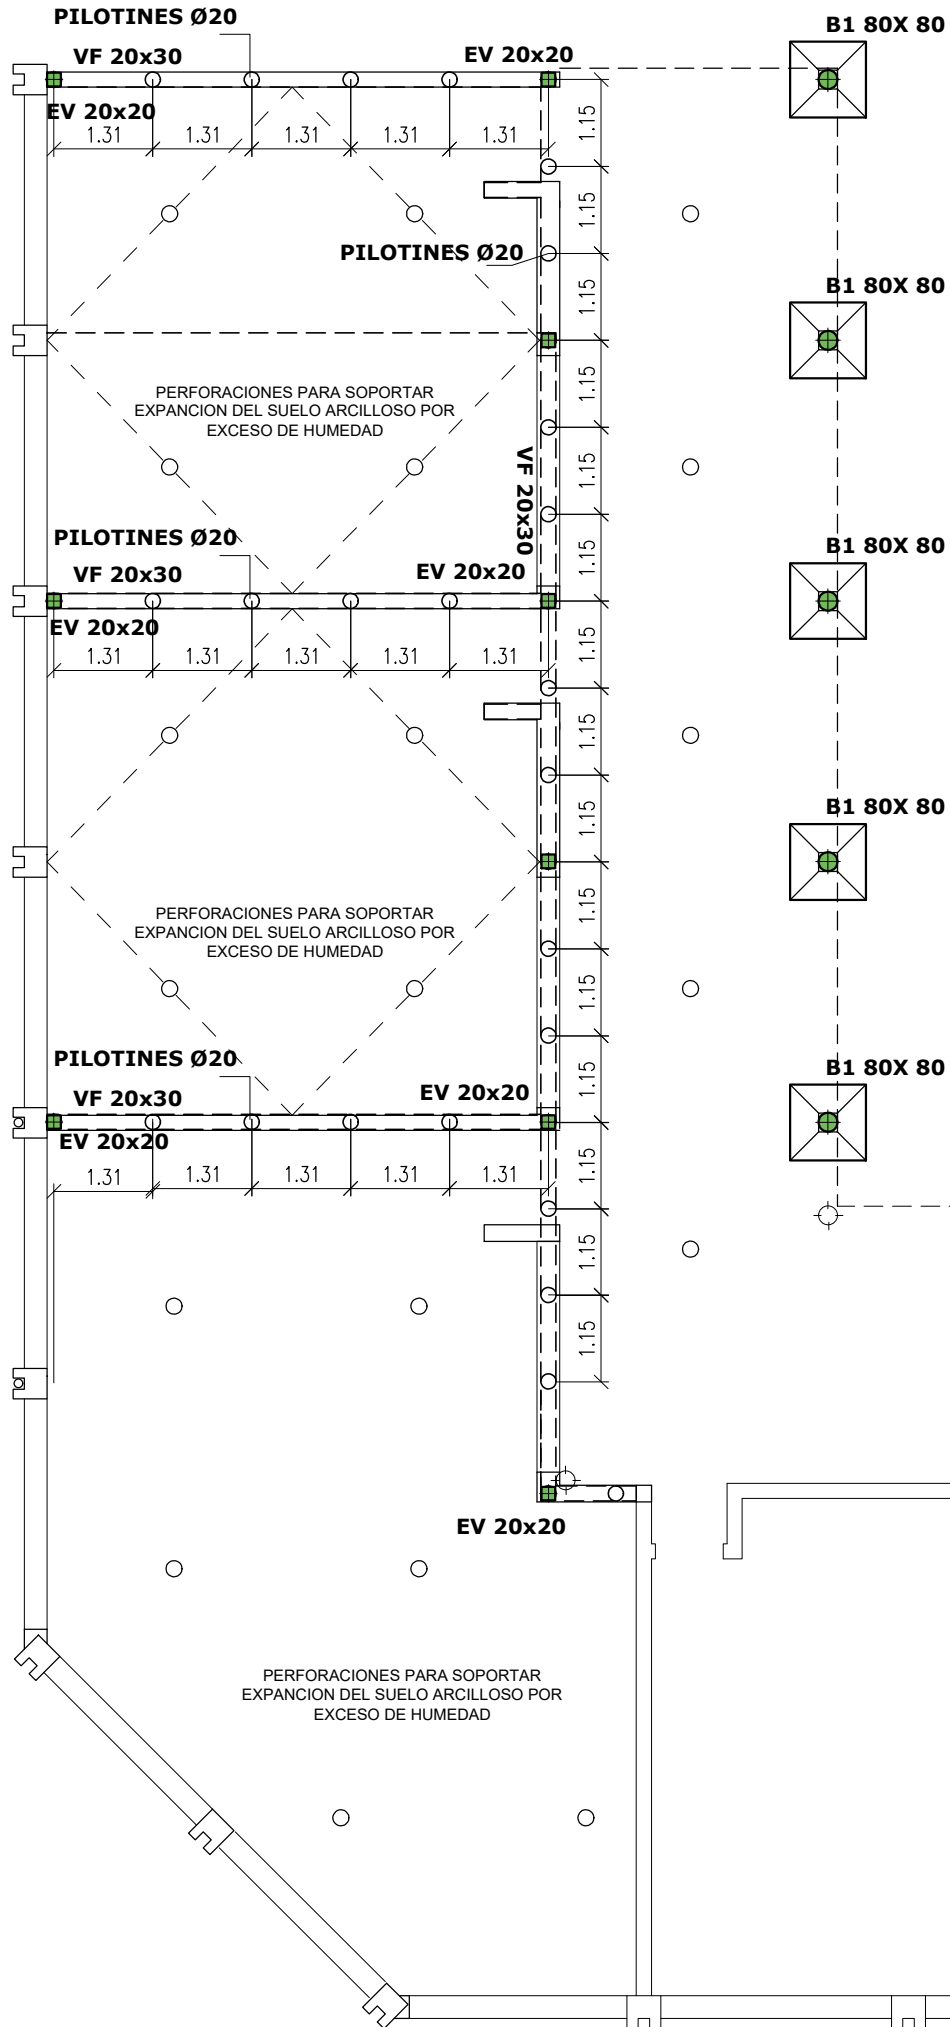 PILOTINES Ø20
B1 80X 80
VF 20x30
EV 20x20
EV 20x20
1.31
1.31
1.31
1.31
1.31
1.15
1.15
PILOTINES Ø20
1.15
B1 80X 80
1.15
PERFORACIONES PARA SOPORTAR
EXPANCION DEL SUELO ARCILLOSO POR
EXCESO DE HUMEDAD
1.15
VF 20x30
1.15
PILOTINES Ø20
B1 80X 80
VF 20x30
EV 20x20
EV 20x20
1.31
1.31
1.31
1.31
1.31
1.15
1.15
1.15
B1 80X 80
1.15
PERFORACIONES PARA SOPORTAR
EXPANCION DEL SUELO ARCILLOSO POR
EXCESO DE HUMEDAD
1.15
1.15
PILOTINES Ø20
B1 80X 80
VF 20x30
EV 20x20
EV 20x20
1.31
1.31
1.31
1.31
1.31
1.15
1.15
1.15
EV 20x20
PERFORACIONES PARA SOPORTAR
EXPANCION DEL SUELO ARCILLOSO POR
EXCESO DE HUMEDAD